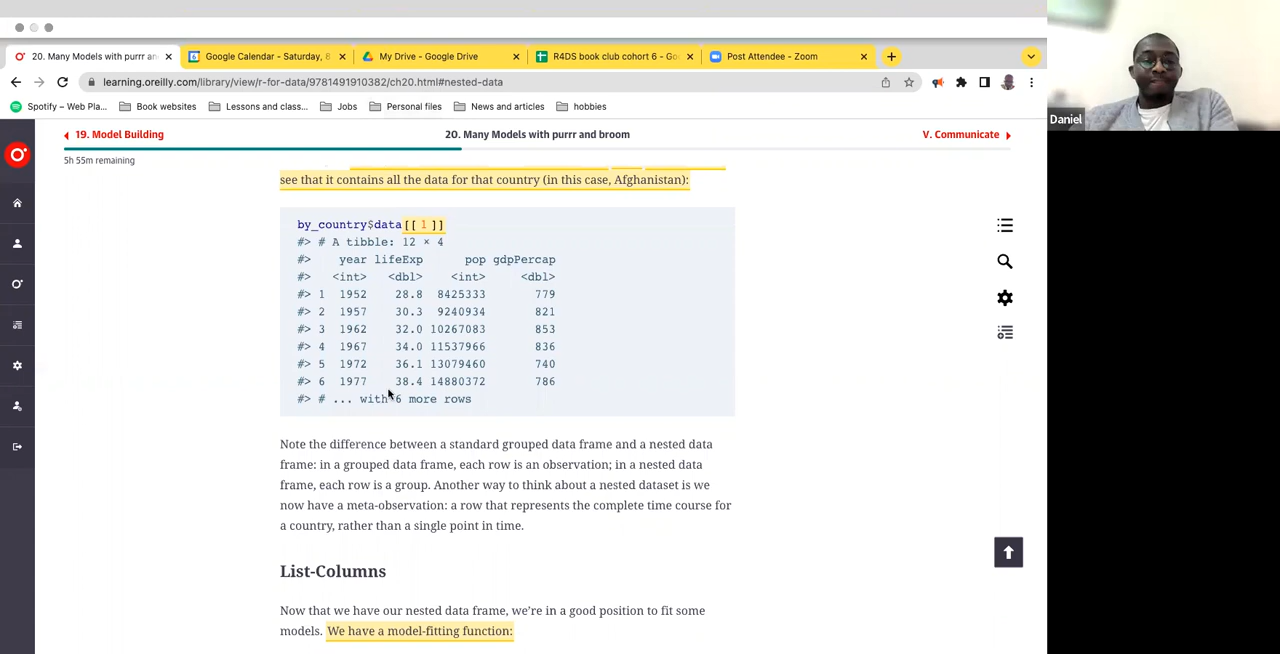 20. Many Models with purrr an
Google Calendar - Saturday, 8
My Drive - Google Drive
R4DS book club cohort 6 - Go
Post Attendee - Zoom
learning.oreilly.com/library/view/r-for-data/9781491910382/ch20.html#nested-data
Spotify – Web Pla...
Book websites
Lessons and class...
Jobs
Personal files
News and articles
hobbies
Daniel
19. Model Building
20. Many Models with purrr and broom
V. Communicate
5h 55m remaining
see that it contains all the data for that country (in this case, Afghanistan):
by_country$data[[1]]
#> # A tibble: 12 × 4
#> year lifeExp pop gdpPercap
#> <int> <dbl> <int> <dbl>
#> 1 1952 28.8 8425333 779
#> 2 1957 30.3 9240934 821
#> 3 1962 32.0 10267083 853
#> 4 1967 34.0 11537966 836
#> 5 1972 36.1 13079460 740
#> 6 1977 38.4 14880372 786
#> # ... with 6 more rows
Note the difference between a standard grouped data frame and a nested data
frame: in a grouped data frame, each row is an observation; in a nested data
frame, each row is a group. Another way to think about a nested dataset is we
now have a meta-observation: a row that represents the complete time course for
a country, rather than a single point in time.
List-Columns
Now that we have our nested data frame, we're in a good position to fit some
models. We have a model-fitting function: